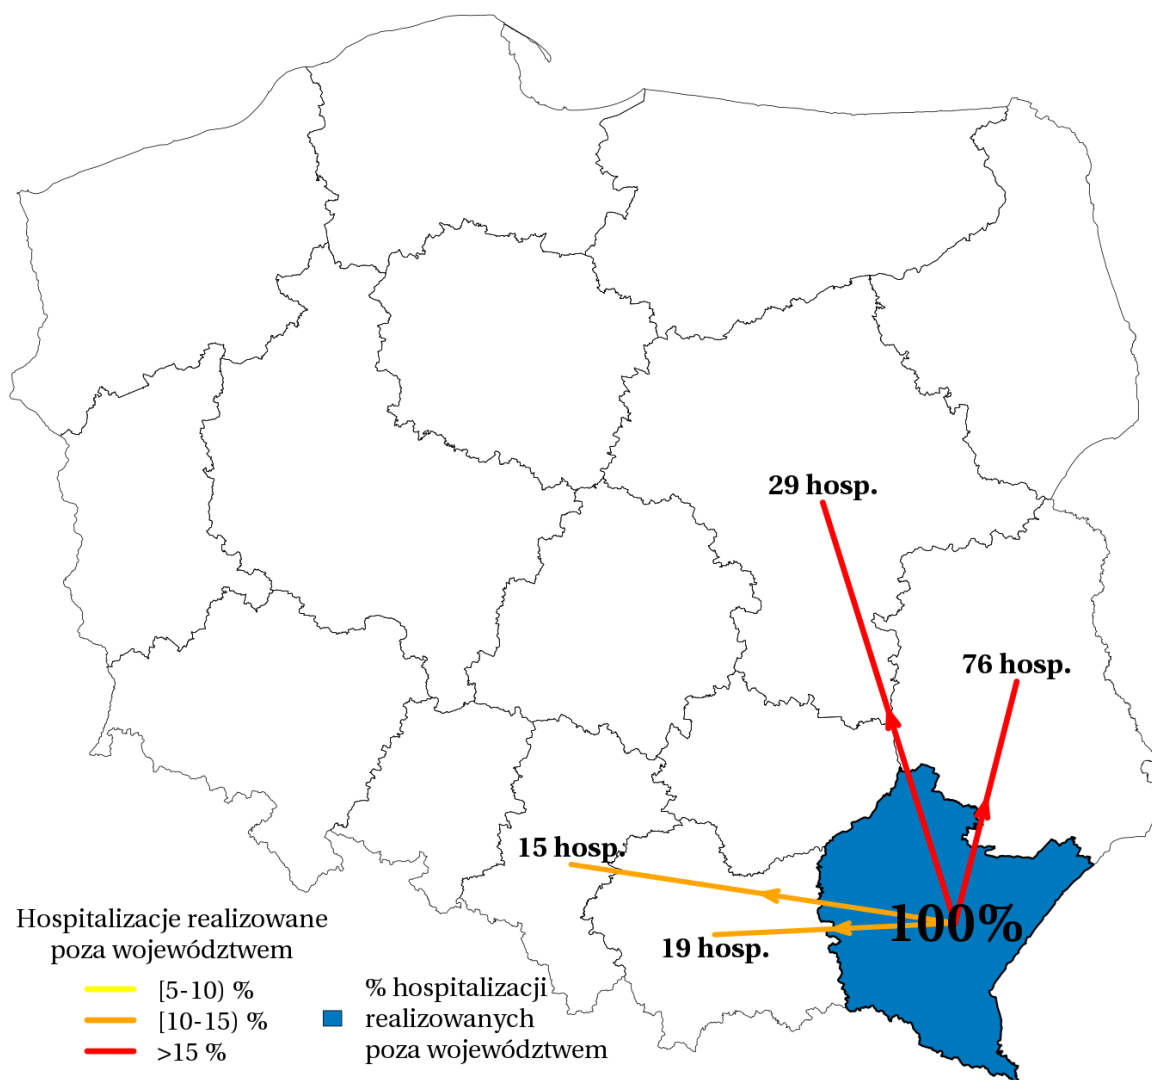 29 hosp.
76 hosp.
15 hosp.
100%
19 hosp.
Hospitalizacje realizowane
poza województwem
[5-10) %
[10-15) %
>15 %
% hospitalizacji
realizowanych
poza województwem